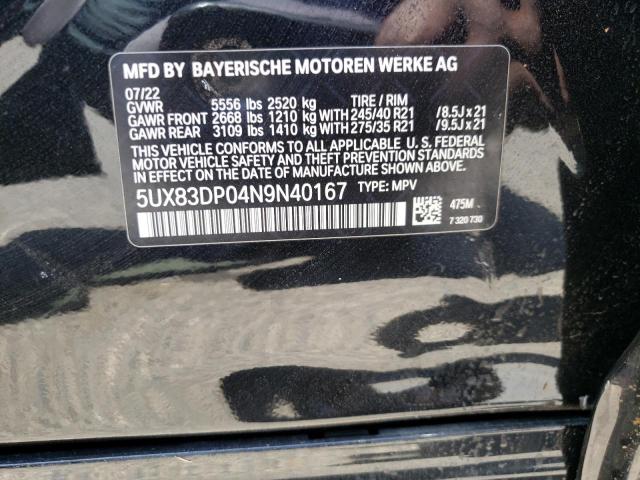 MFD BY BAYERISCHE MOTOREN WERKE AG
07/22
GVWR 5556 lbs 2520 kg TIRE / RIM
GAWR FRONT 2668 lbs 1210 kg WITH 245/40 R21 / 8.5J x 21
GAWR REAR 3109 lbs 1410 kg WITH 275/35 R21 / 9.5J x 21
THIS VEHICLE CONFORMS TO ALL APPLICABLE U. S. FEDERAL
MOTOR VEHICLE SAFETY AND THEFT PREVENTION STANDARDS
IN EFFECT ON THE DATE OF MANUFACTURE SHOWN ABOVE.
5UX83DP04N9N40167 TYPE: MPV
475M
7 320 730